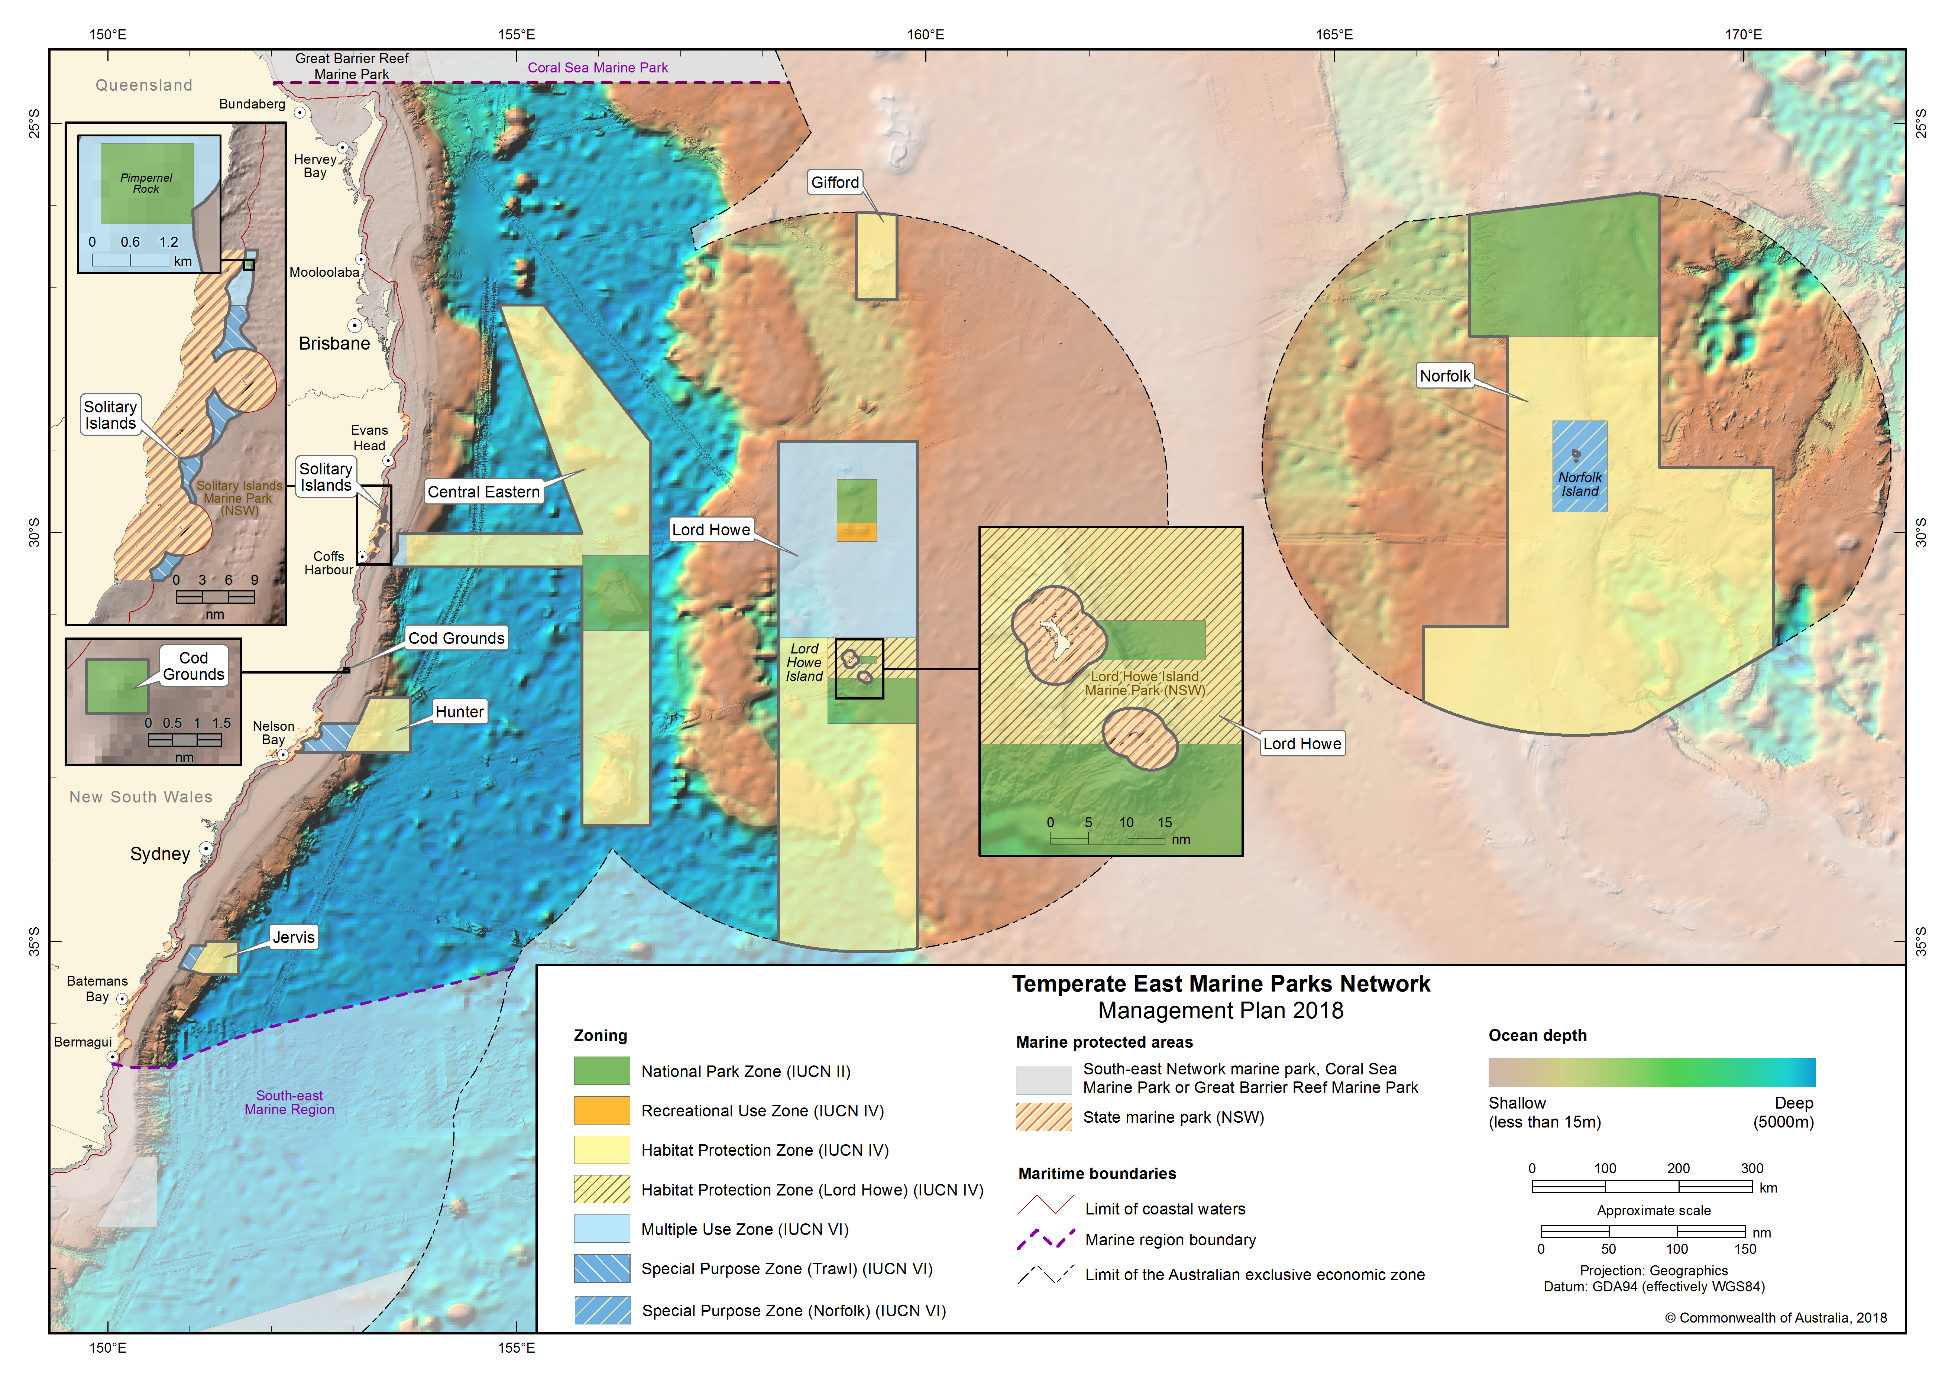 150°E
155°E
160°E
165°E
170°E
25°S
30°S
35°S
25°S
30°S
35°S
150°E
155°E
Great Barrier Reef
Marine Park
Coral Sea Marine Park
Queensland
Bundaberg
Hervey
Bay
Mooloolaba
Brisbane
Evans
Head
Solitary
Islands
Coffs
Harbour
Pimpernel
Rock
0 0.6 1.2
km
Solitary
Islands
Solitary Islands
Marine Park
(NSW)
0 3 6 9
nm
Cod
Grounds
0 0.5 1 1.5
nm
Cod Grounds
Nelson
Bay
Hunter
New South Wales
Sydney
Jervis
Batemans
Bay
Bermagui
South-east
Marine Region
Gifford
Central Eastern
Lord Howe
Lord
Howe
Island
Lord Howe Island
Marine Park (NSW)
Lord Howe
0 5 10 15
nm
Norfolk
Norfolk
Island
Temperate East Marine Parks Network
Management Plan 2018
Zoning
National Park Zone (IUCN II)
Recreational Use Zone (IUCN IV)
Habitat Protection Zone (IUCN IV)
Habitat Protection Zone (Lord Howe) (IUCN IV)
Multiple Use Zone (IUCN VI)
Special Purpose Zone (Trawl) (IUCN VI)
Special Purpose Zone (Norfolk) (IUCN VI)
Marine protected areas
South-east Network marine park, Coral Sea
Marine Park or Great Barrier Reef Marine Park
State marine park (NSW)
Maritime boundaries
Limit of coastal waters
Marine region boundary
Limit of the Australian exclusive economic zone
Ocean depth
Shallow
(less than 15m)
Deep
(5000m)
0 100 200 300
km
Approximate scale
nm
0 50 100 150
Projection: Geographics
Datum: GDA94 (effectively WGS84)
© Commonwealth of Australia, 2018